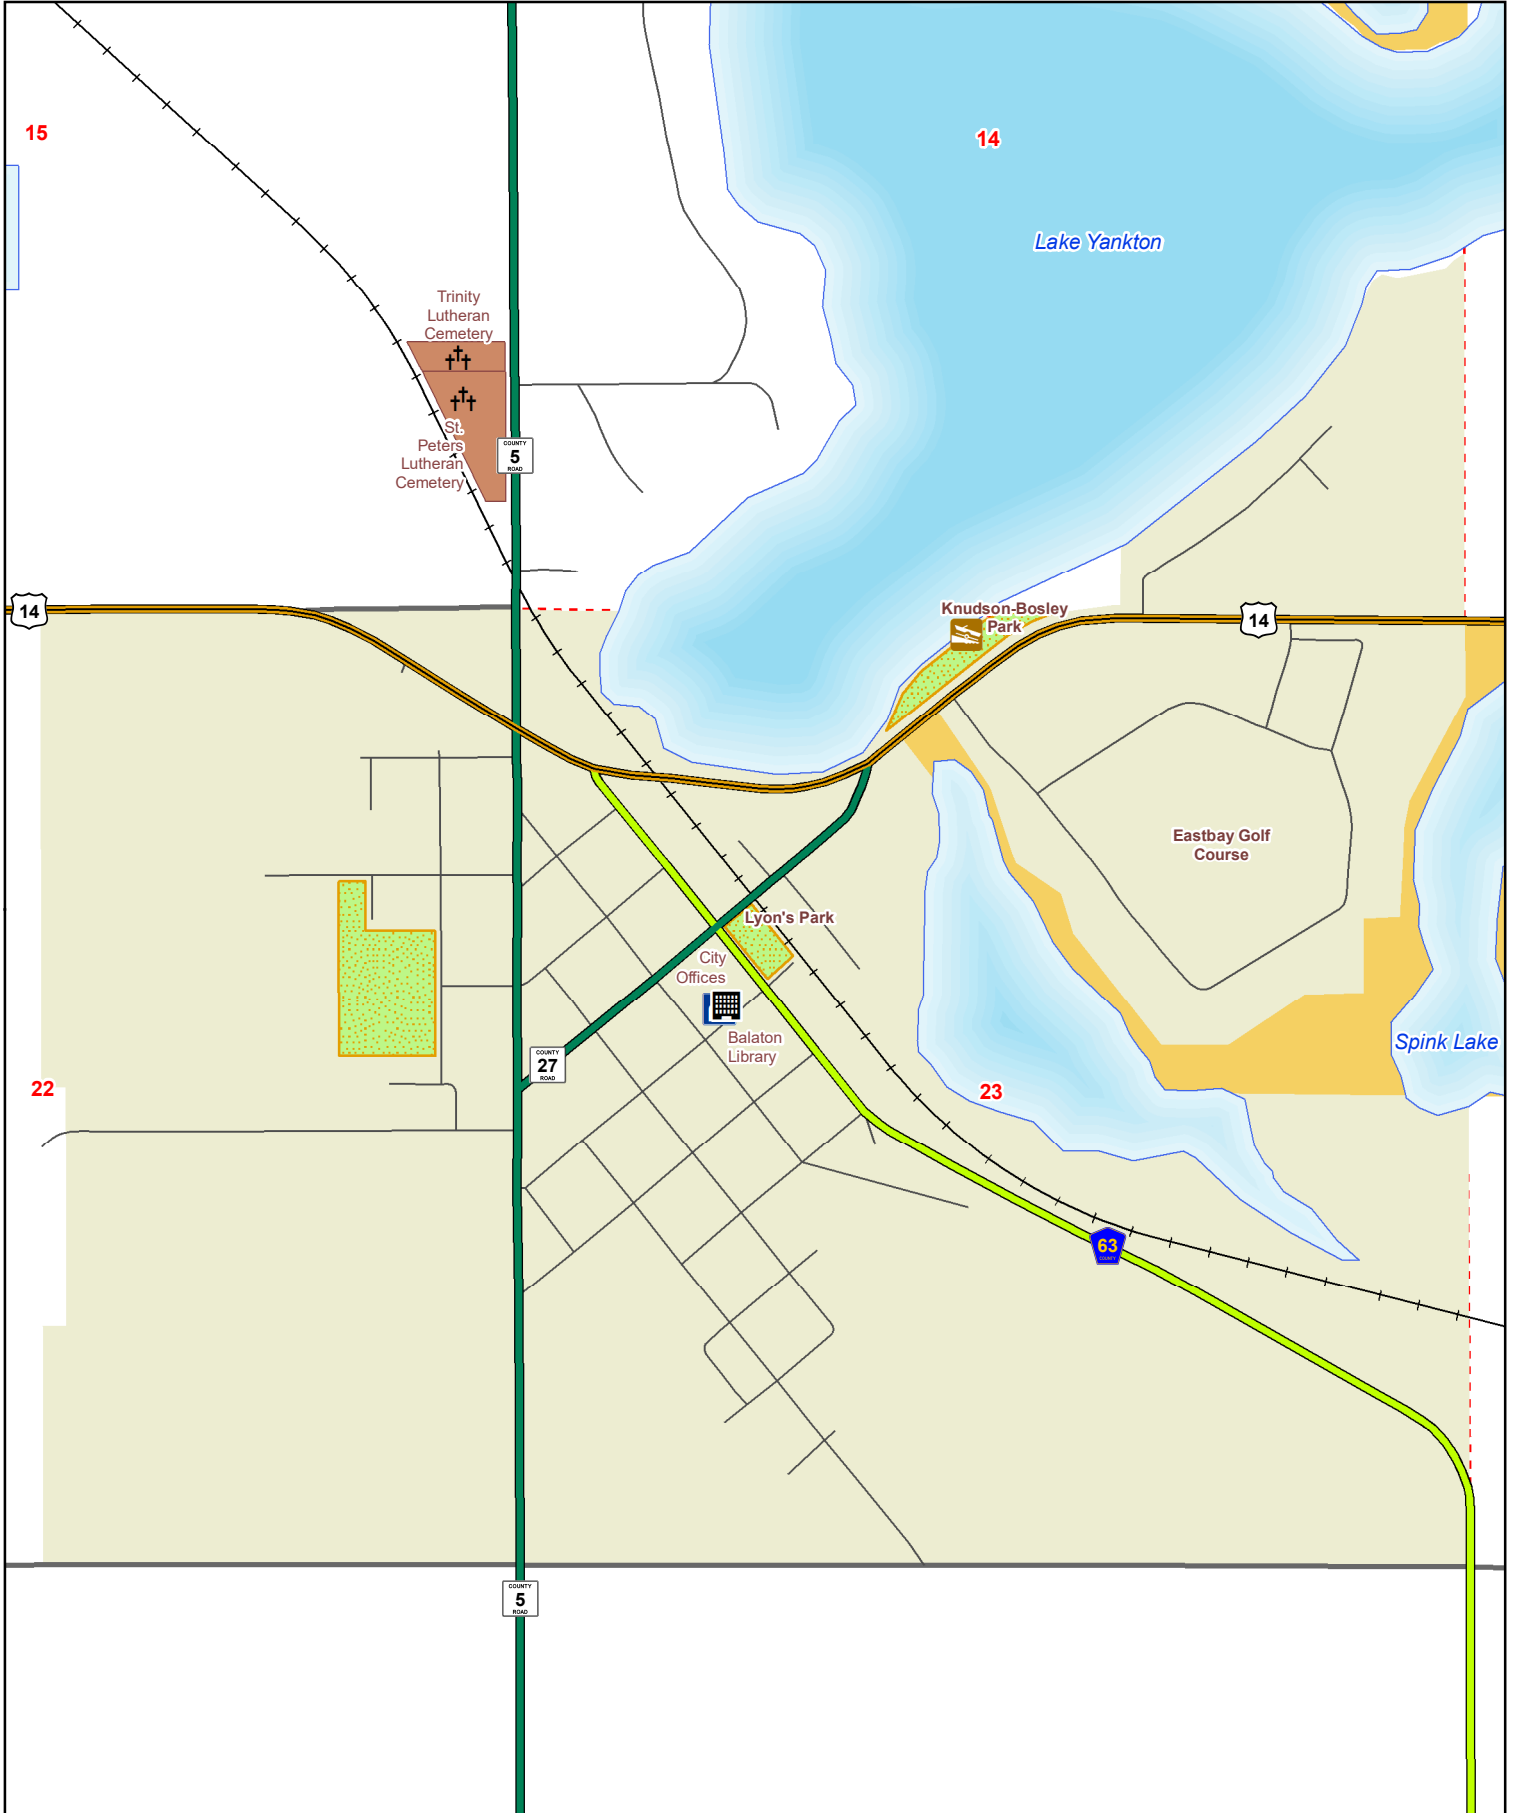 15
14
Lake Yankton
Trinity
Lutheran
Cemetery
St.
Peters
Lutheran
Cemetery
COUNTY
5
ROAD
14
Knudson-Bosley
Park
14
Eastbay Golf
Course
Lyon's Park
City
Offices
Balaton
Library
COUNTY
27
ROAD
Spink Lake
22
23
63
COUNTY
COUNTY
5
ROAD